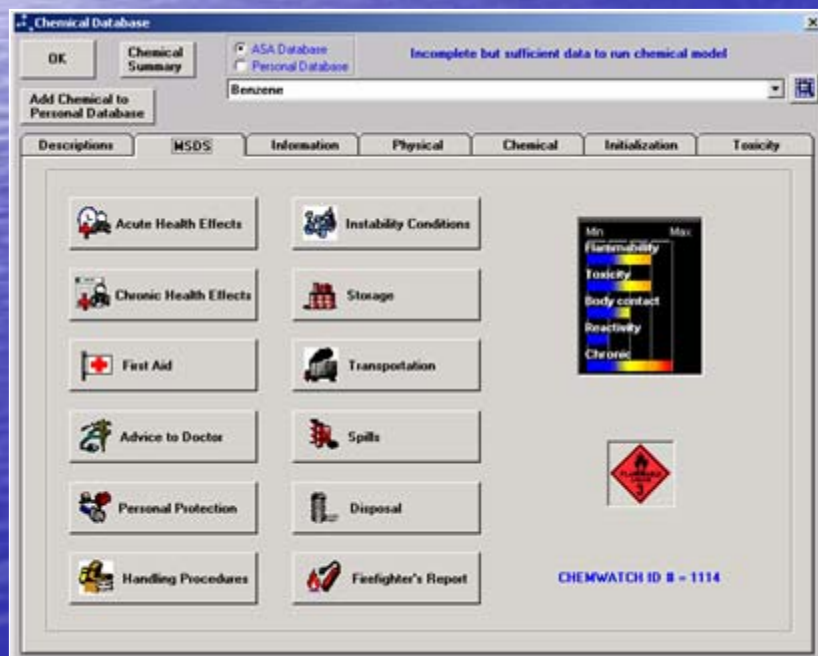 Chemical Database
OK
Chemical
Summary
ASA Database
Personal Database
Incomplete but sufficient data to run chemical model
Benzene
Add Chemical to
Personal Database
Descriptions
MSDS
Information
Physical
Chemical
Initialization
Toxicity
Acute Health Effects
Instability Conditions
Chronic Health Effects
Storage
First Aid
Transportation
Advice to Doctor
Spills
Personal Protection
Disposal
Handling Procedures
Firefighter's Report
Min Max
Flammability
Toxicity
Body contact
Reactivity
Chronic
FLAMMABLE
LIQUID
3
CHEMWATCH ID # = 1114